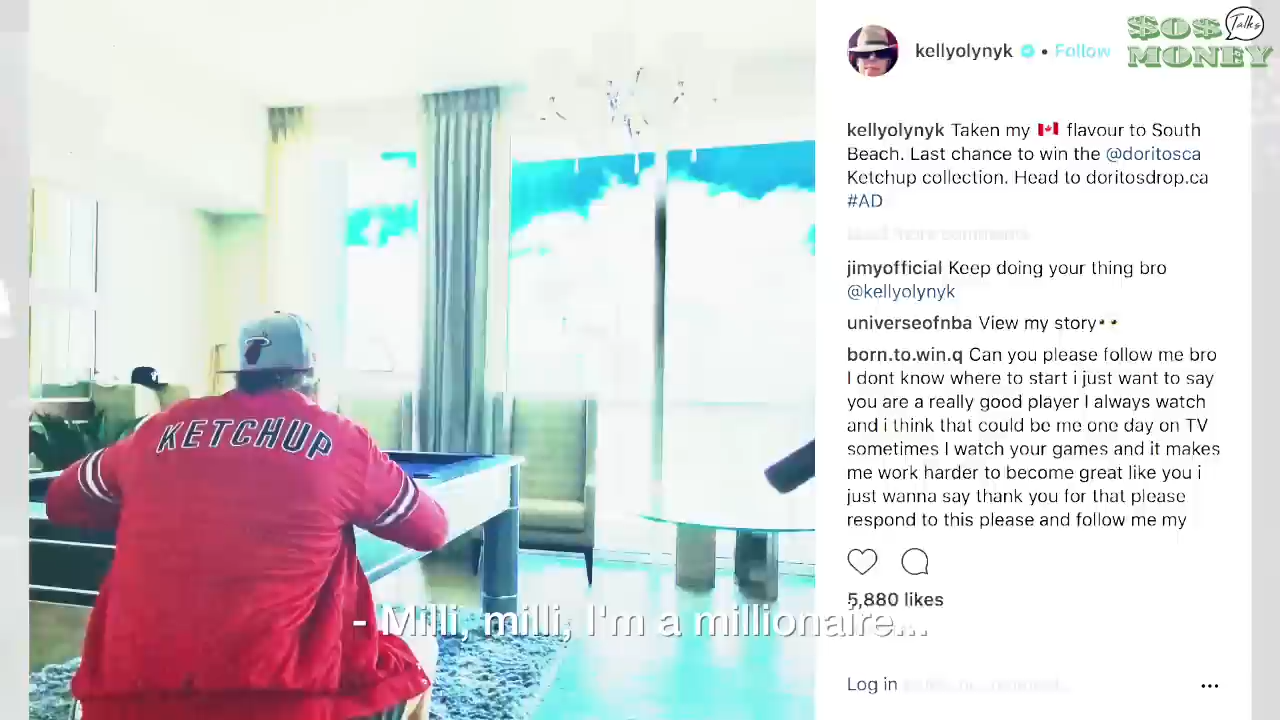 $O$ Talks
MONEY
kellyolynyk • Follow
kellyolynyk Taken my 🇨🇦 flavour to South
Beach. Last chance to win the @doritosca
Ketchup collection. Head to doritosdrop.ca
#AD
jimyofficial Keep doing your thing bro
@kellyolynyk
universeofnba View my story👀
born.to.win.q Can you please follow me bro
I dont know where to start i just want to say
you are a really good player I always watch
and i think that could be me one day on TV
sometimes I watch your games and it makes
me work harder to become great like you i
just wanna say thank you for that please
respond to this please and follow me my
KETCHUP
5,880 likes
- Milli, milli, I'm a millionaire...
Log in
...